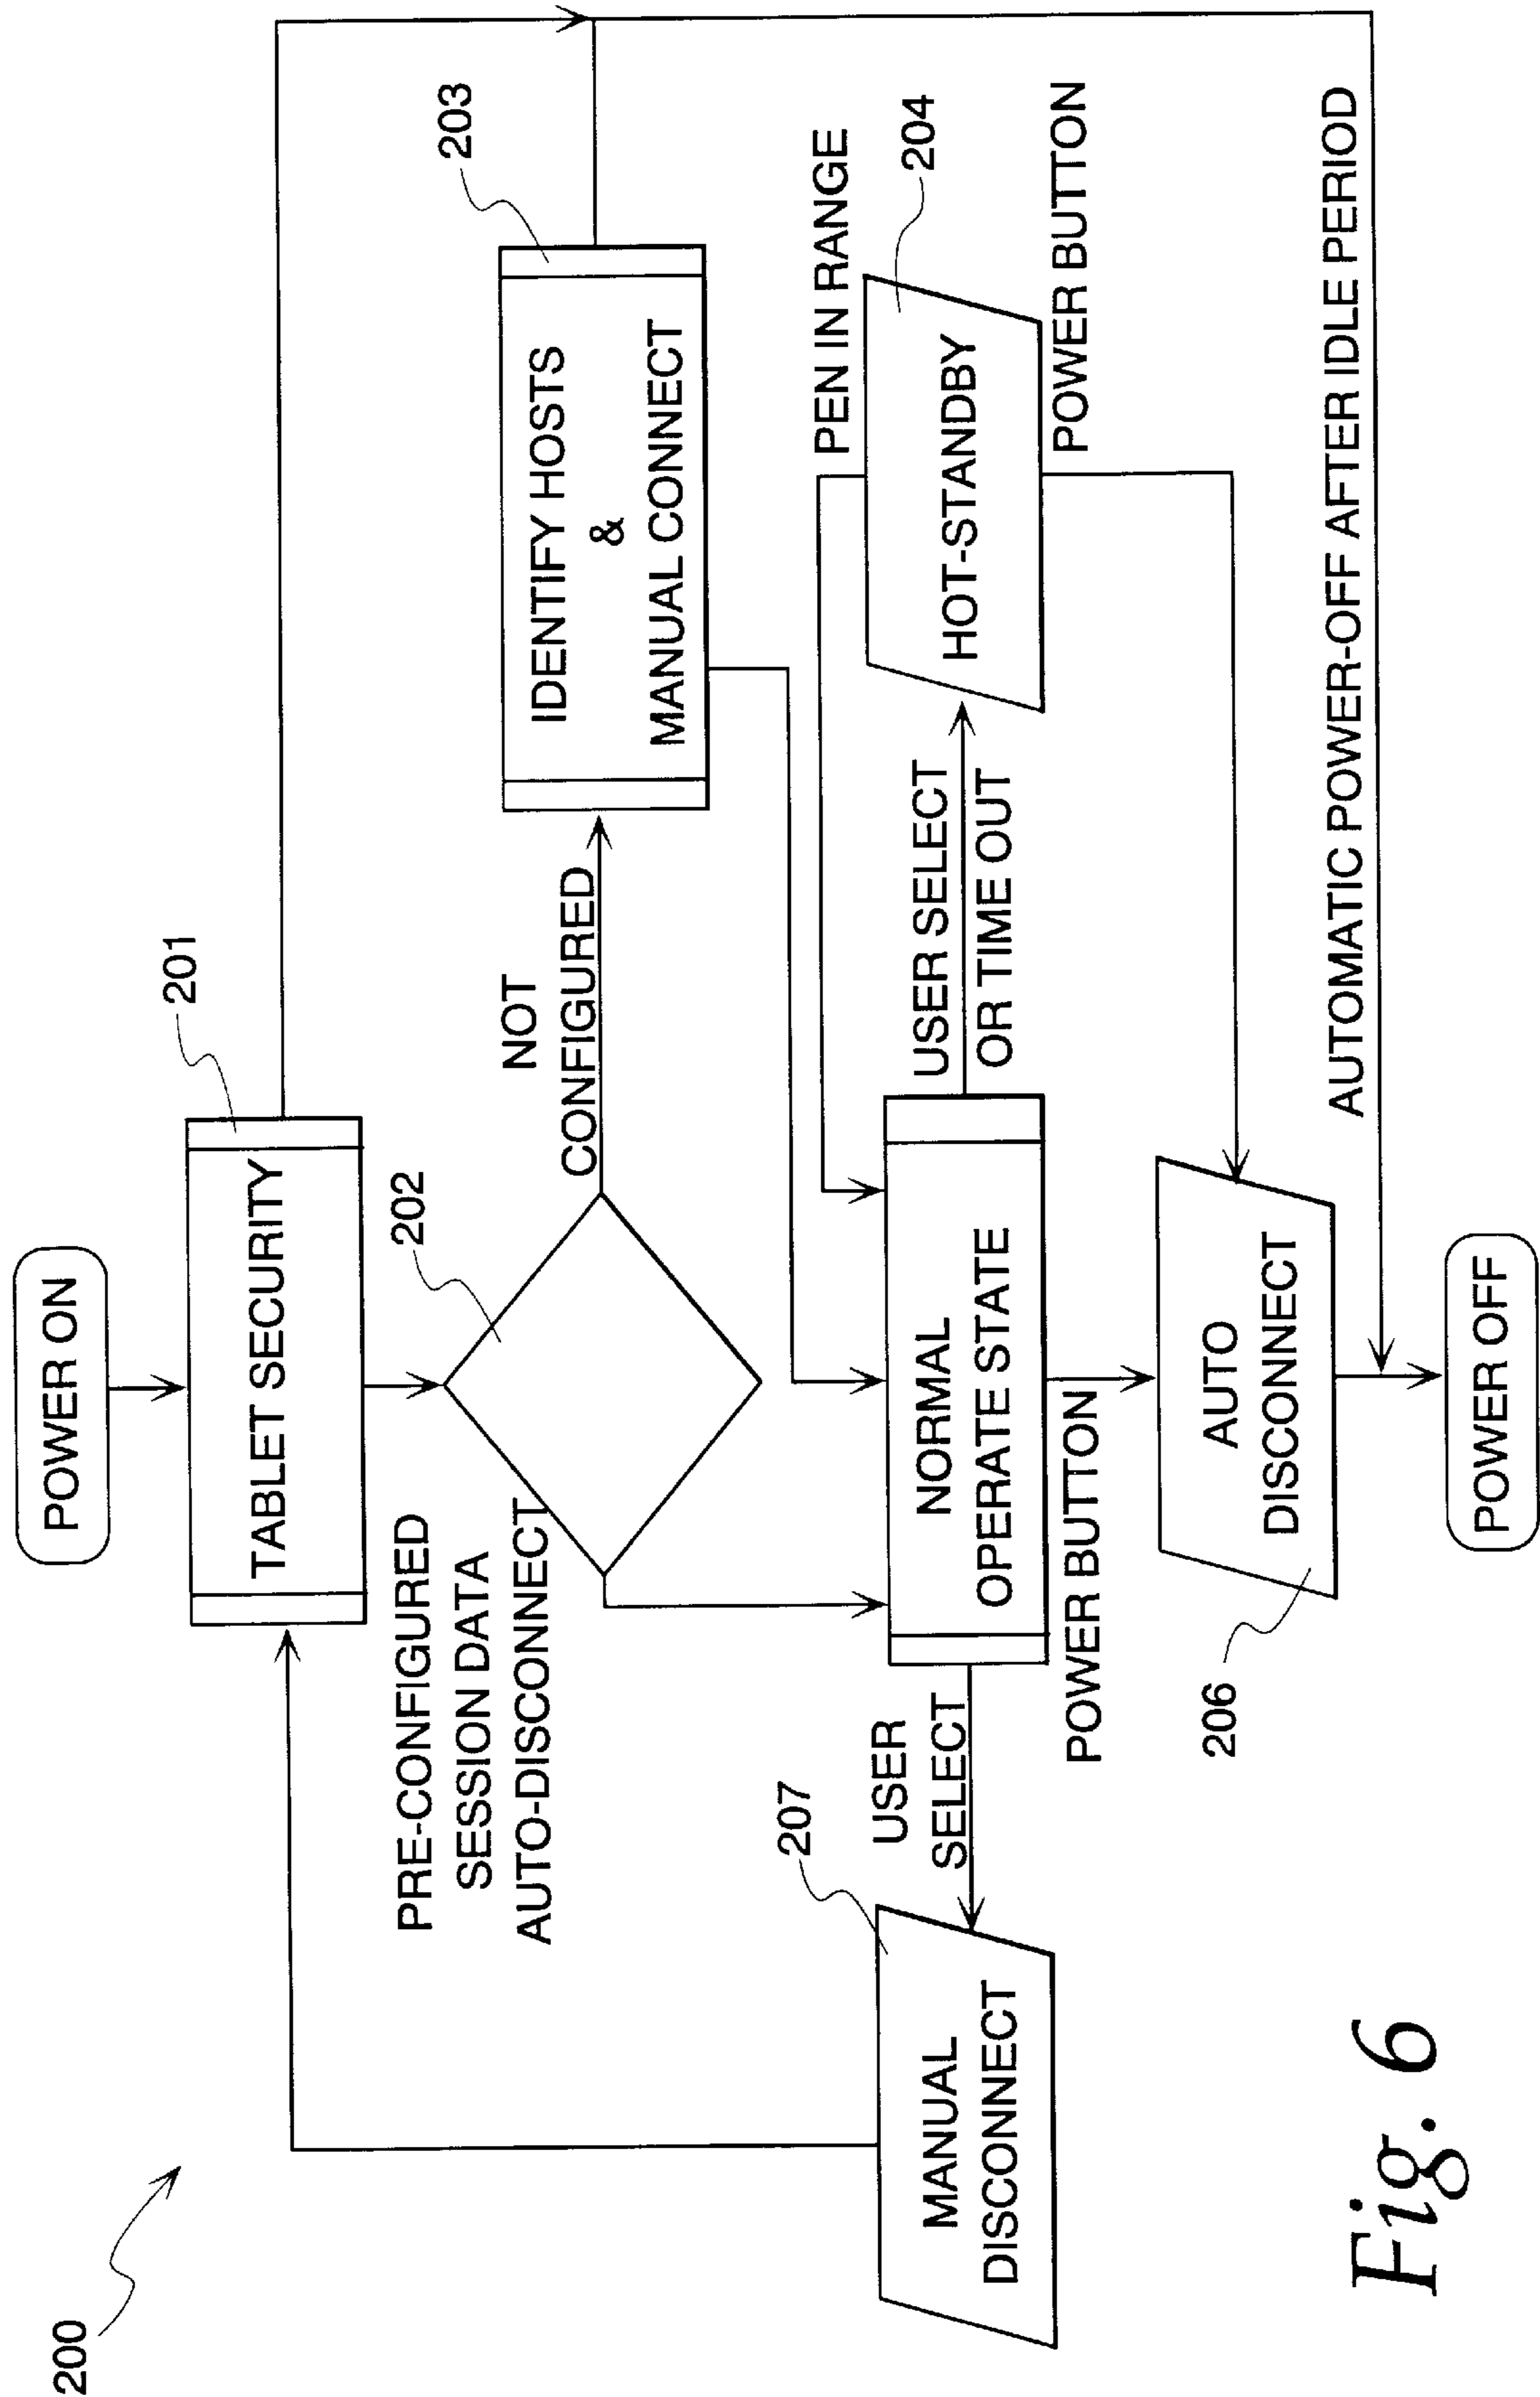 200
POWER ON
201
TABLET SECURITY
202
PRE-CONFIGURED
SESSION DATA
AUTO-DISCONNECT
NOT
CONFIGURED
203
IDENTIFY HOSTS
&
MANUAL CONNECT
PEN IN RANGE
204
HOT-STANDBY
POWER BUTTON
USER SELECT
OR TIME OUT
NORMAL
OPERATE STATE
USER
SELECT
207
MANUAL
DISCONNECT
POWER BUTTON
206
AUTO
DISCONNECT
AUTOMATIC POWER-OFF AFTER IDLE PERIOD
POWER OFF
Fig. 6